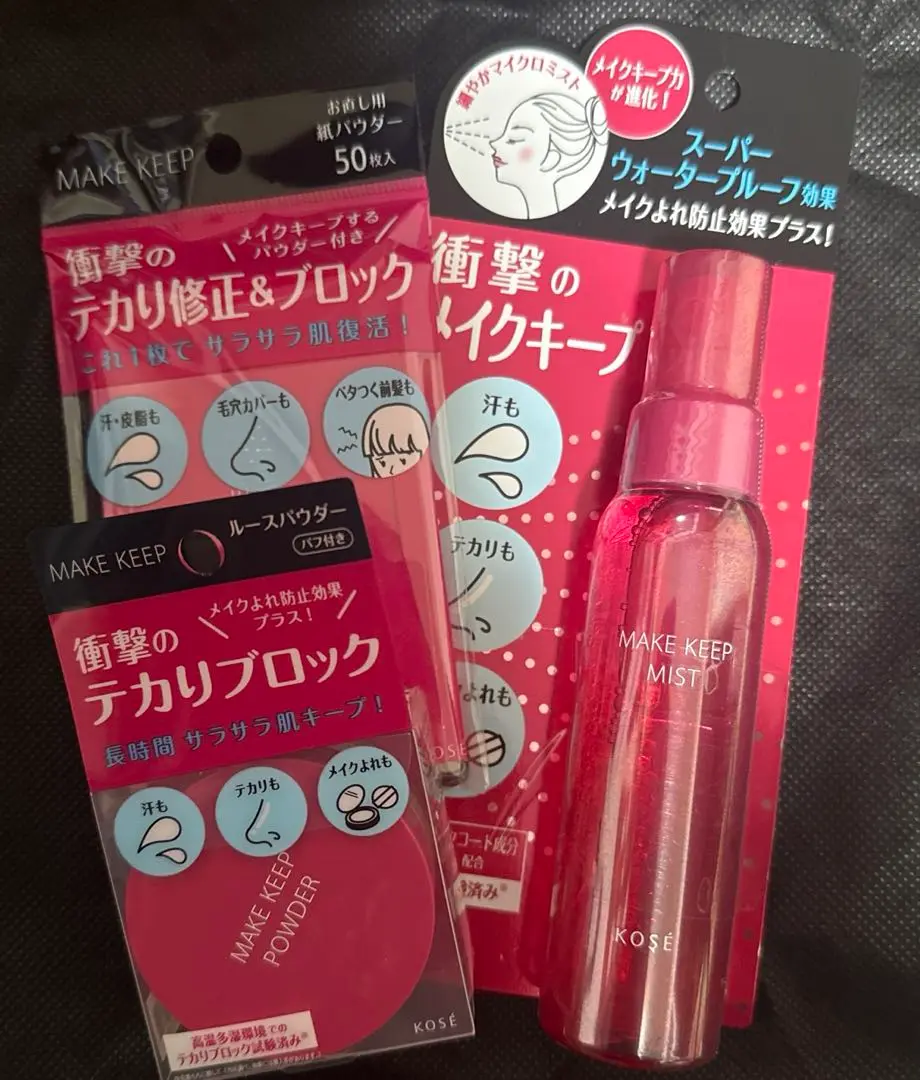 MAKE KEEP
お直し用
紙パウダー
50枚入
メイクキープする
パウダー付き
衝撃の
テカり修正&ブロック
これ1枚で サラサラ肌復活!
汗・皮脂も
毛穴カバーも
ベタつく前髪も
KOSÉ
細やかマイクロミスト
メイクキープ力
が進化!
スーパー
ウォータープルーフ効果
メイクよれ防止効果プラス!
衝撃の
メイクキープ
汗も
テカりも
よれも
コート成分
配合
済み※
MAKE KEEP
MIST
KOSÉ
MAKE KEEP
ルースパウダー
パフ付き
メイクよれ防止効果
プラス!
衝撃の
テカりブロック
長時間 サラサラ肌キープ!
汗も
テカりも
メイクよれも
MAKE KEEP
POWDER
高温多湿環境での
テカりブロック試験済み※
KOSÉ